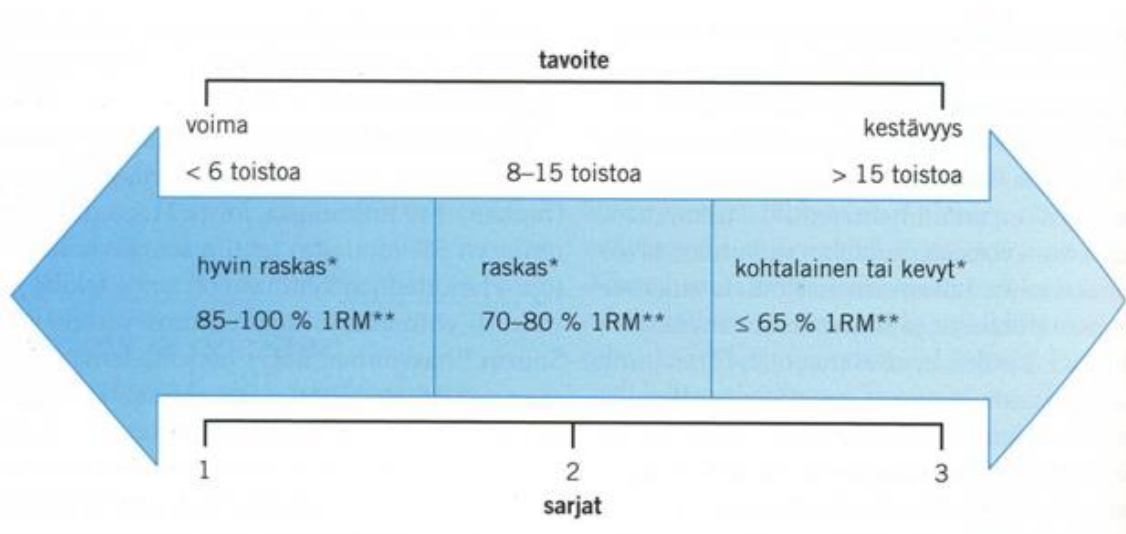 tavoite
voima kestävyys
< 6 toistoa 8–15 toistoa > 15 toistoa
hyvin raskas* raskas* kohtalainen tai kevyt*
85–100 % 1RM** 70–80 % 1RM** ≤ 65 % 1RM**
1 2 3
sarjat